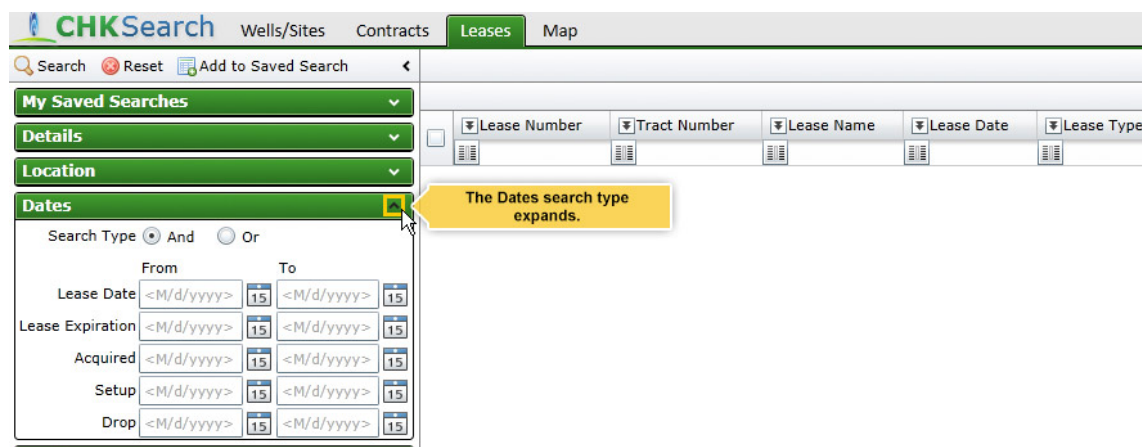 CHKSearch Wells/Sites Contracts Leases Map
Search Reset Add to Saved Search
My Saved Searches
Details
Location
Dates
Search Type And Or
From To
Lease Date <M/d/yyyy> 15 <M/d/yyyy> 15
Lease Expiration <M/d/yyyy> 15 <M/d/yyyy> 15
Acquired <M/d/yyyy> 15 <M/d/yyyy> 15
Setup <M/d/yyyy> 15 <M/d/yyyy> 15
Drop <M/d/yyyy> 15 <M/d/yyyy> 15
Lease Number Tract Number Lease Name Lease Date Lease Type
The Dates search type
expands.